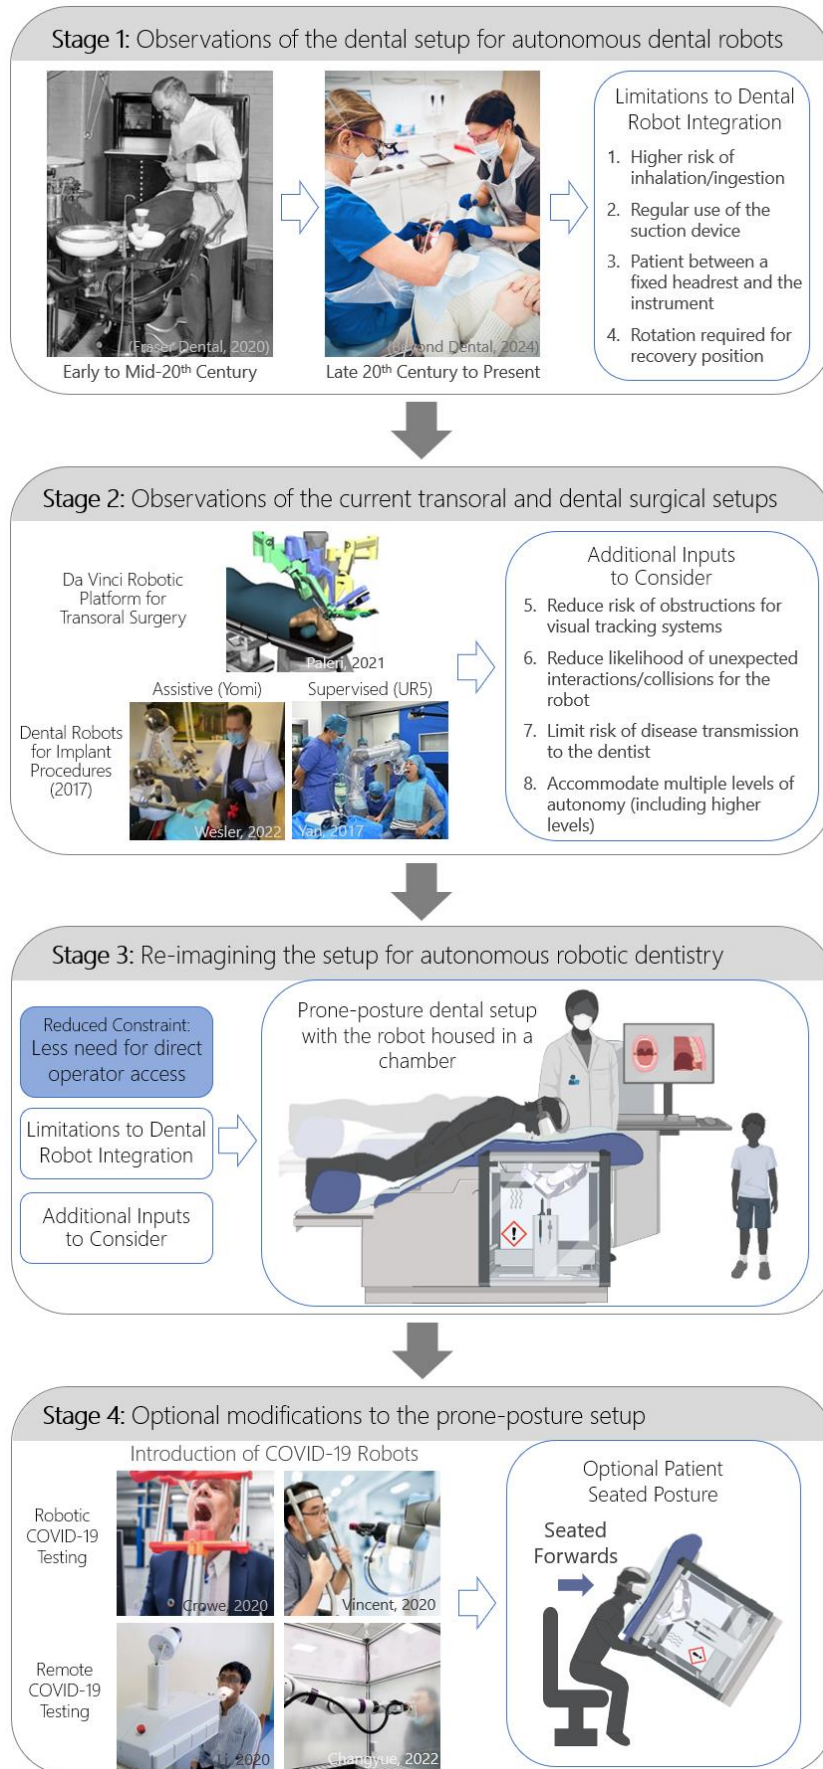 Stage 1: Observations of the dental setup for autonomous dental robots
(Fraser Dental, 2020)
Early to Mid-20th Century
Dental, 2024)
Late 20th Century to Present
Limitations to Dental
Robot Integration
1. Higher risk of
inhalation/ingestion
2. Regular use of the
suction device
3. Patient between a
fixed headrest and the
instrument
4. Rotation required for
recovery position
Stage 2: Observations of the current transoral and dental surgical setups
Da Vinci Robotic
Platform for
Transoral Surgery
Paleri, 2021
Assistive (Yomi)
Supervised (UR5)
Dental Robots
for Implant
Procedures
(2017)
Wesler, 2022
Yan, 2017
Additional Inputs
to Consider
5. Reduce risk of obstructions for
visual tracking systems
6. Reduce likelihood of unexpected
interactions/collisions for the
robot
7. Limit risk of disease transmission
to the dentist
8. Accommodate multiple levels of
autonomy (including higher
levels)
Stage 3: Re-imagining the setup for autonomous robotic dentistry
Reduced Constraint:
Less need for direct
operator access
Limitations to Dental
Robot Integration
Additional Inputs
to Consider
Prone-posture dental setup
with the robot housed in a
chamber
Stage 4: Optional modifications to the prone-posture setup
Introduction of COVID-19 Robots
Robotic
COVID-19
Testing
Crowe, 2020
Vincent, 2020
Remote
COVID-19
Testing
Li, 2020
Changyue, 2022
Optional Patient
Seated Posture
Seated
Forwards